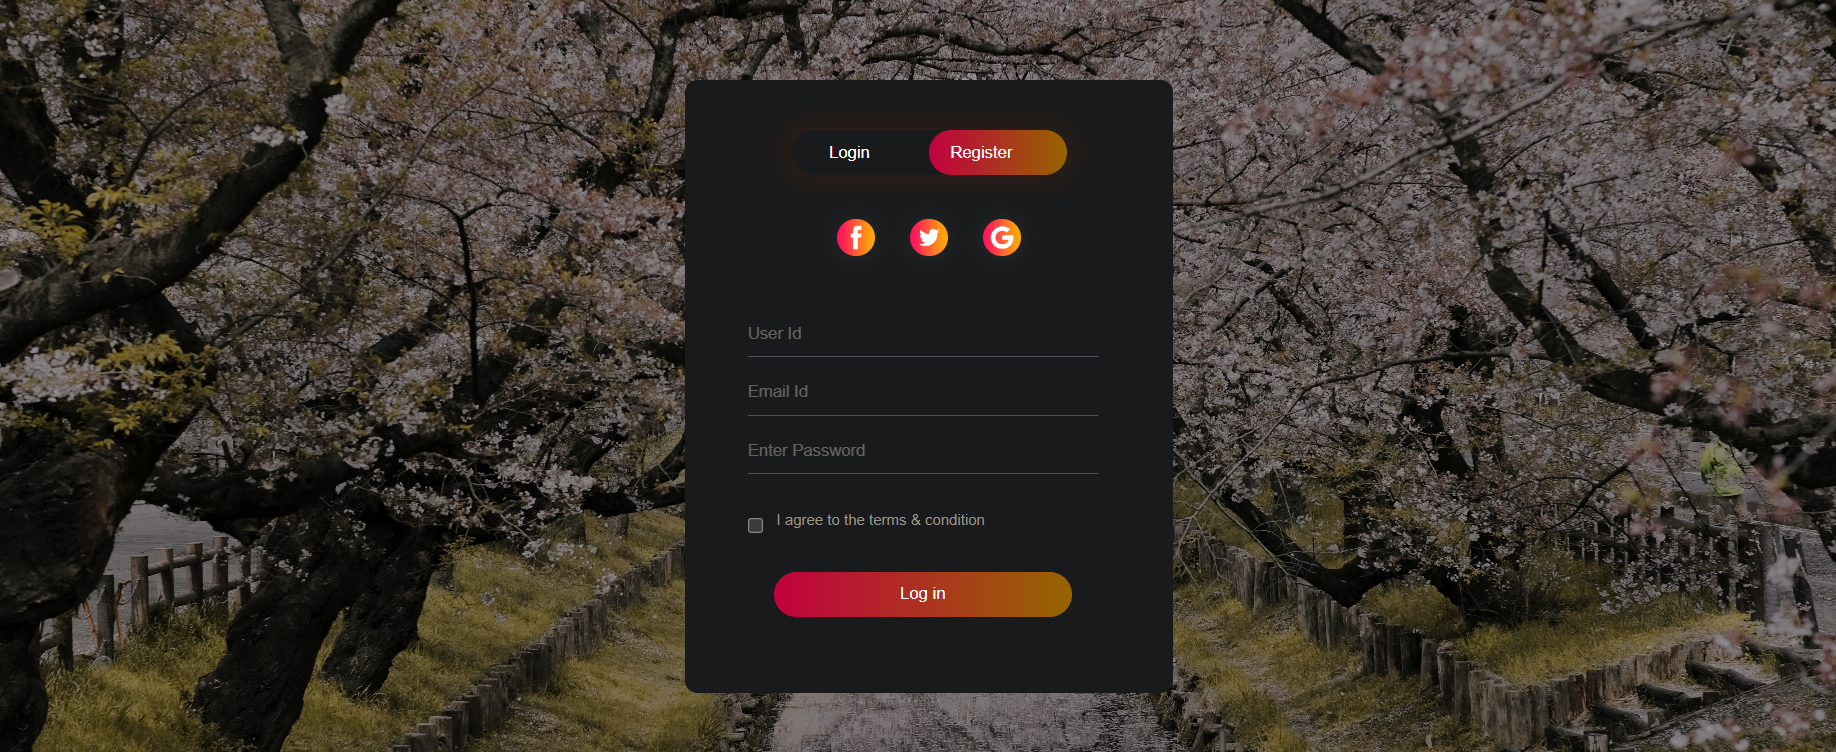 Login
Register
User Id
Email Id
Enter Password
I agree to the terms & condition
Log in